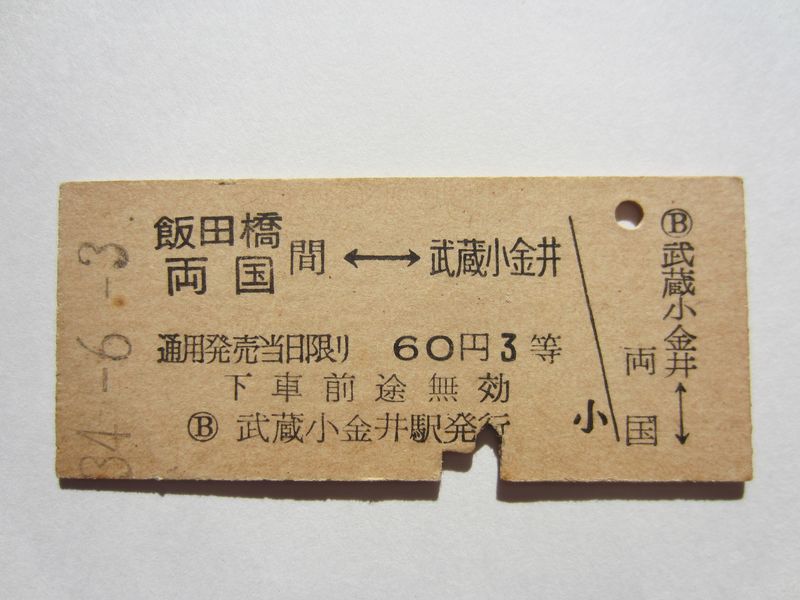 飯田橋
両国 間 ⟷ 武蔵小金井
通用発売当日限り 60円3等
下車前途無効
Ⓑ 武蔵小金井駅発行
小
Ⓑ武蔵小金井⟷
両国
34.-6.-3